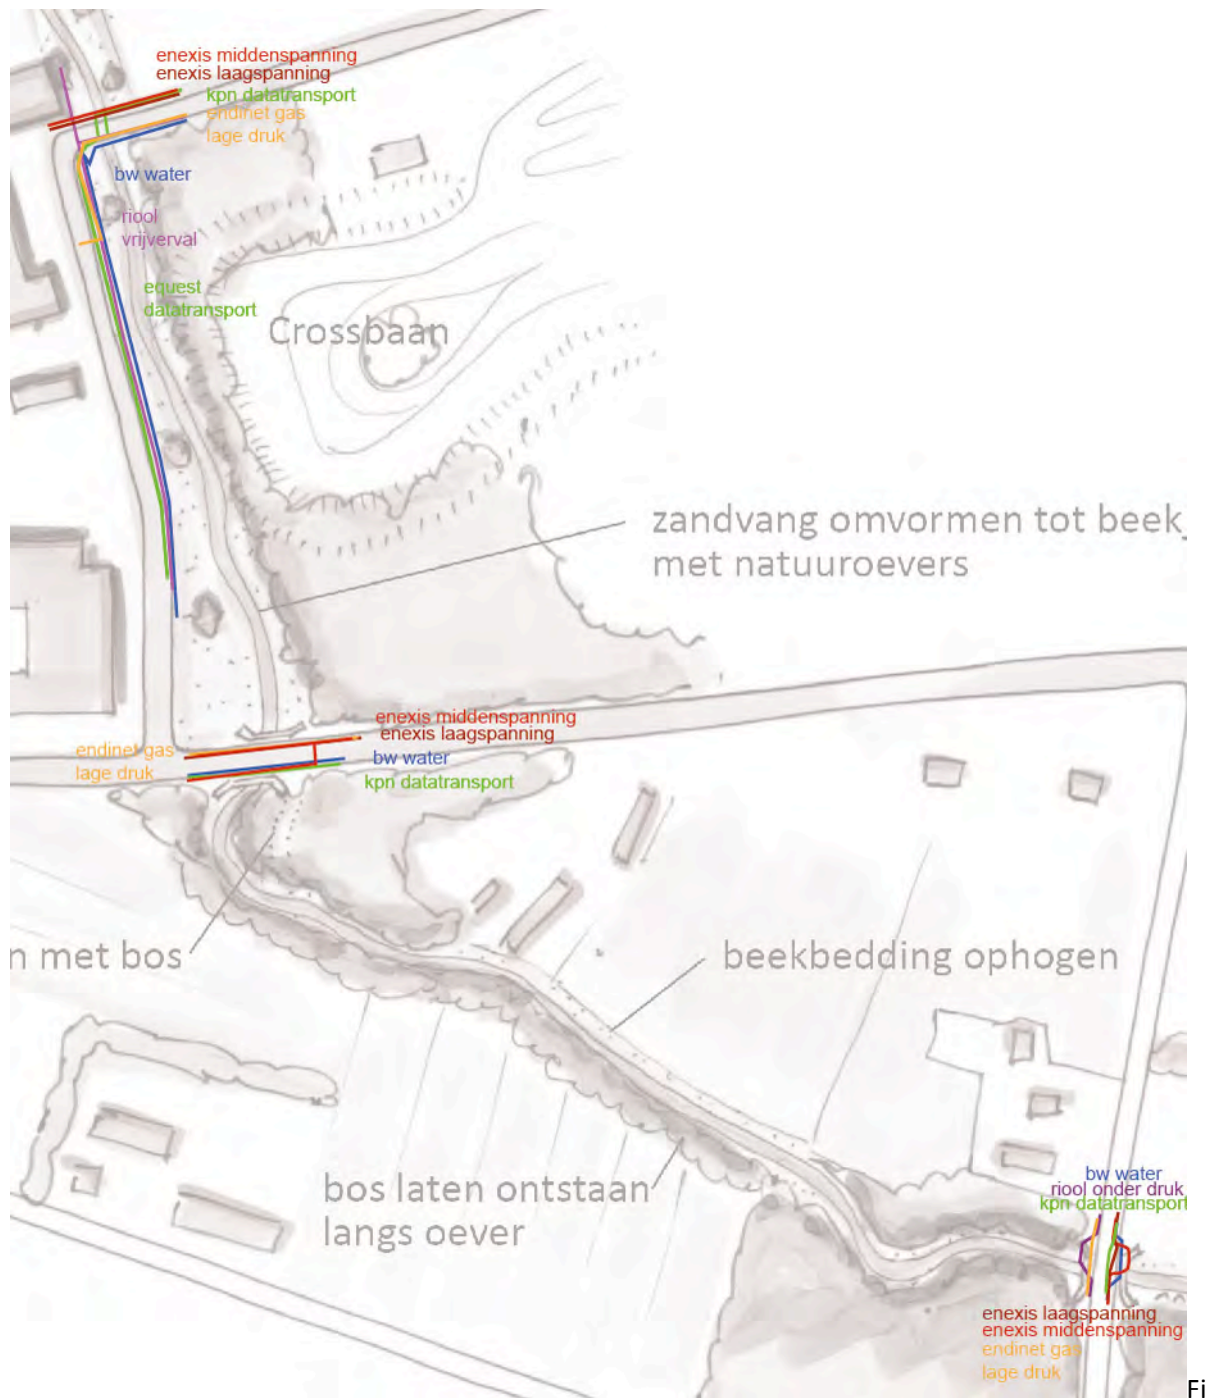 enexis middenspanning
enexis laagspanning
kpn datatransport
endinet gas
lage druk
bw water
riool
vrijverval
equest
datatransport
Crossbaan
zandvang omvormen tot beek
met natuuroevers
enexis middenspanning
enexis laagspanning
endinet gas
lage druk
bw water
kpn datatransport
n met bos
beekbedding ophogen
bos laten ontstaan
langs oever
bw water
riool onder druk
kpn datatransport
enexis laagspanning
enexis middenspanning
endinet gas
lage druk
Fi